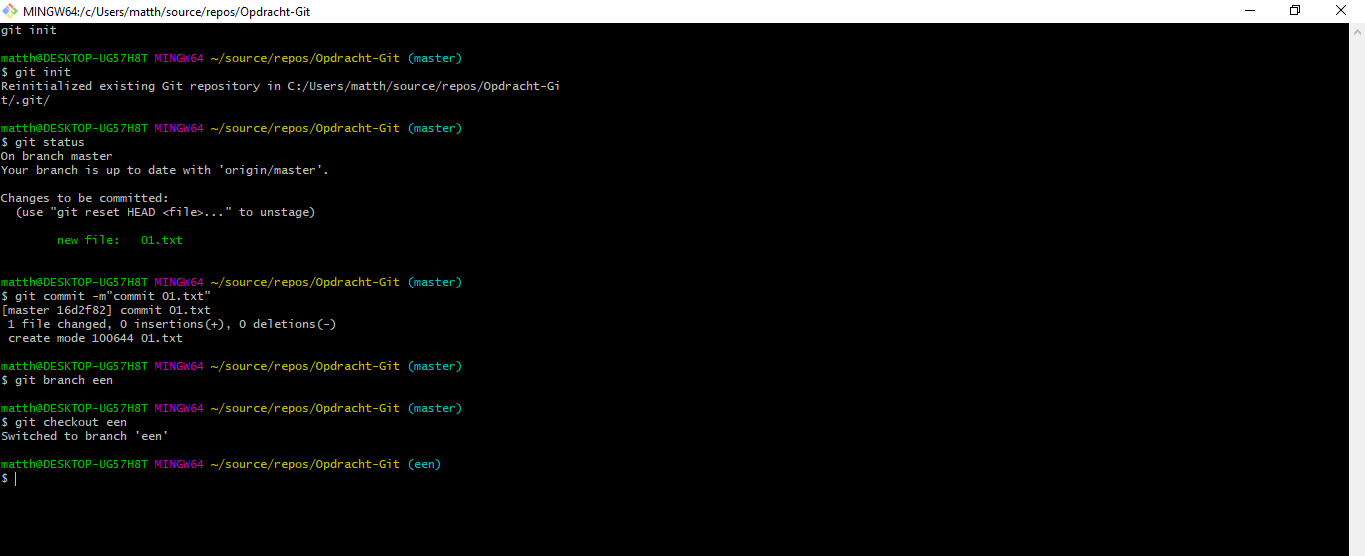 MINGW64:/c/Users/matth/source/repos/Opdracht-Git
git init
matth@DESKTOP-UG57H8T MINGW64 ~/source/repos/Opdracht-Git (master)
$ git init
Reinitialized existing Git repository in C:/Users/matth/source/repos/Opdracht-Gi
t/.git/
matth@DESKTOP-UG57H8T MINGW64 ~/source/repos/Opdracht-Git (master)
$ git status
On branch master
Your branch is up to date with 'origin/master'.
Changes to be committed:
  (use "git reset HEAD <file>..." to unstage)
        new file:   01.txt
matth@DESKTOP-UG57H8T MINGW64 ~/source/repos/Opdracht-Git (master)
$ git commit -m"commit 01.txt"
[master 16d2f82] commit 01.txt
 1 file changed, 0 insertions(+), 0 deletions(-)
 create mode 100644 01.txt
matth@DESKTOP-UG57H8T MINGW64 ~/source/repos/Opdracht-Git (master)
$ git branch een
matth@DESKTOP-UG57H8T MINGW64 ~/source/repos/Opdracht-Git (master)
$ git checkout een
Switched to branch 'een'
matth@DESKTOP-UG57H8T MINGW64 ~/source/repos/Opdracht-Git (een)
$